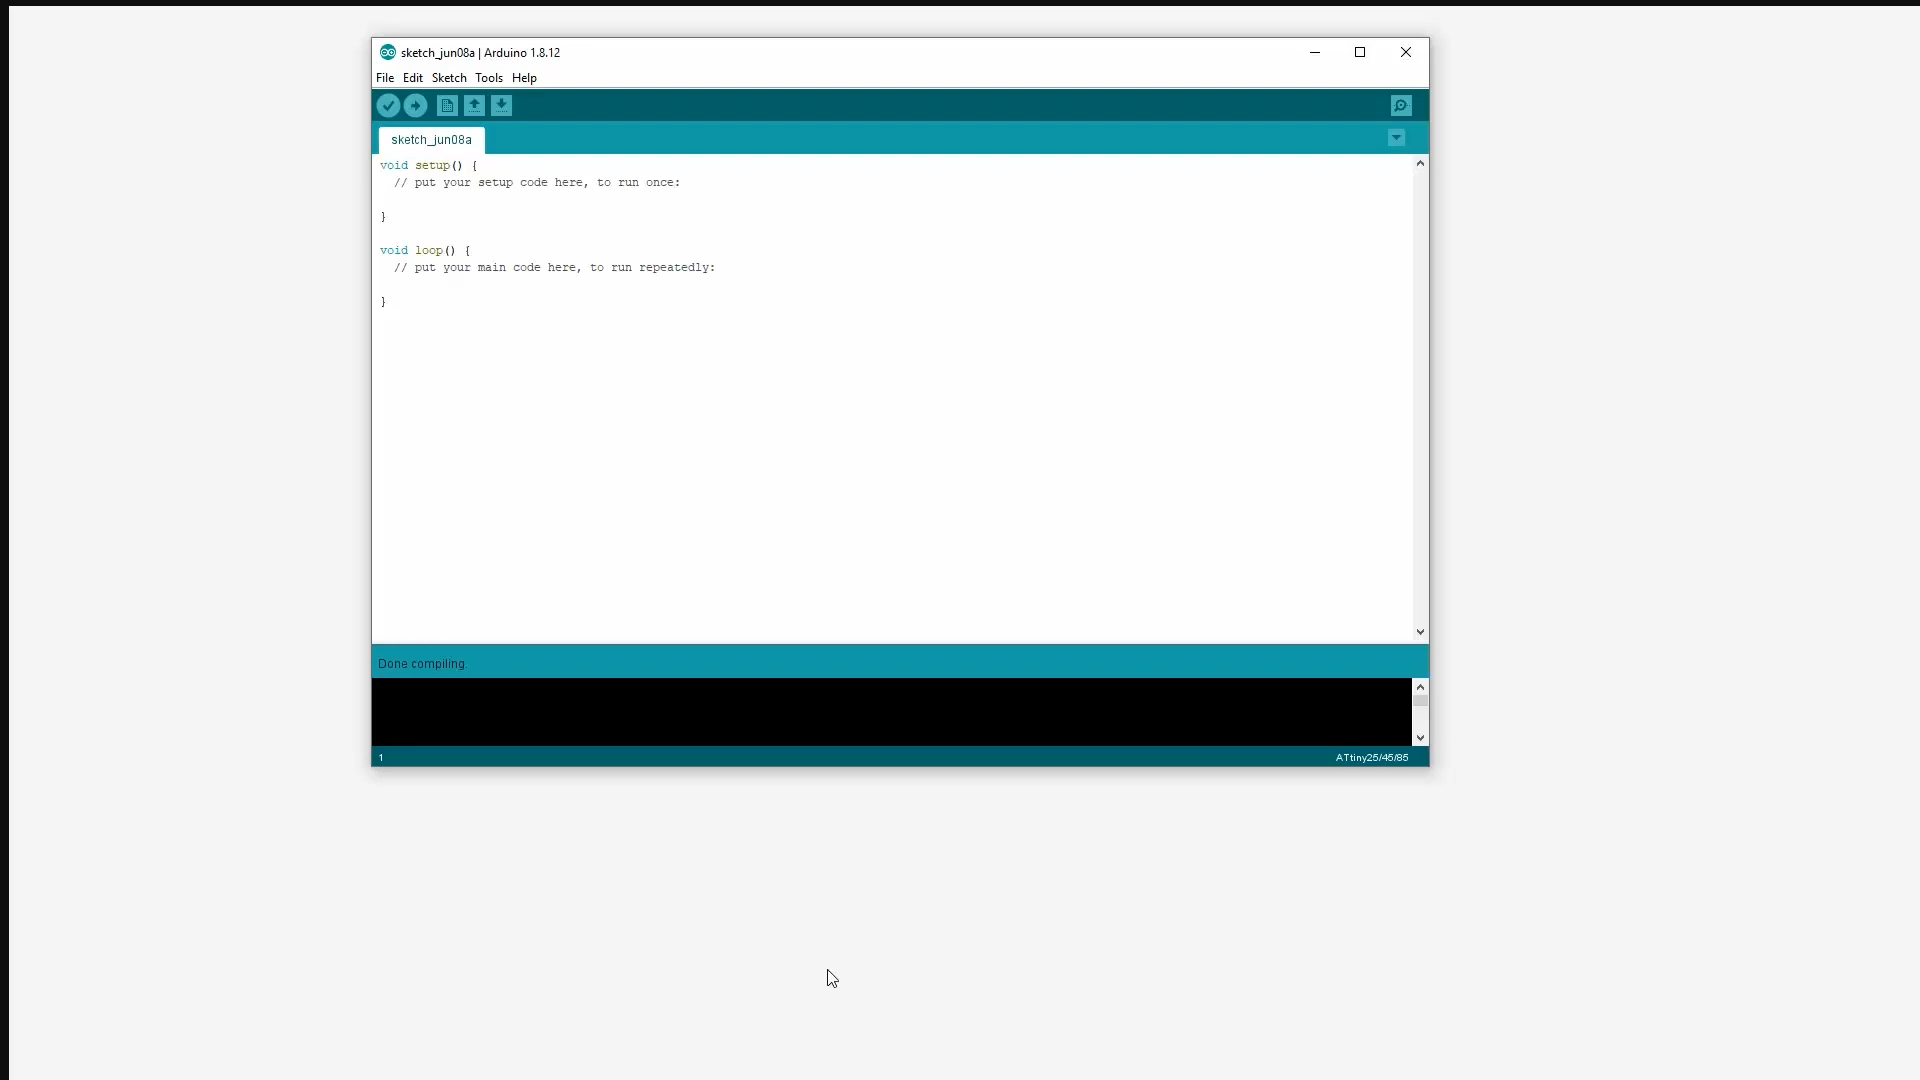 sketch_jun08a | Arduino 1.8.12
File Edit Sketch Tools Help
sketch_jun08a
void setup() {
  // put your setup code here, to run once:
}
void loop() {
  // put your main code here, to run repeatedly:
}
Done compiling.
1
ATtiny25/45/85